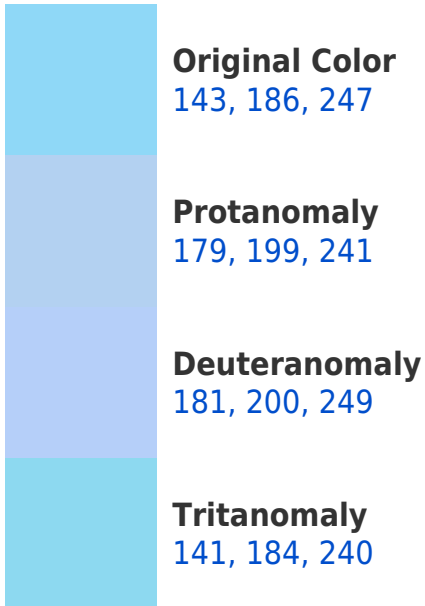 Original Color
143, 186, 247
Protanomaly
179, 199, 241
Deuteranomaly
181, 200, 249
Tritanomaly
141, 184, 240